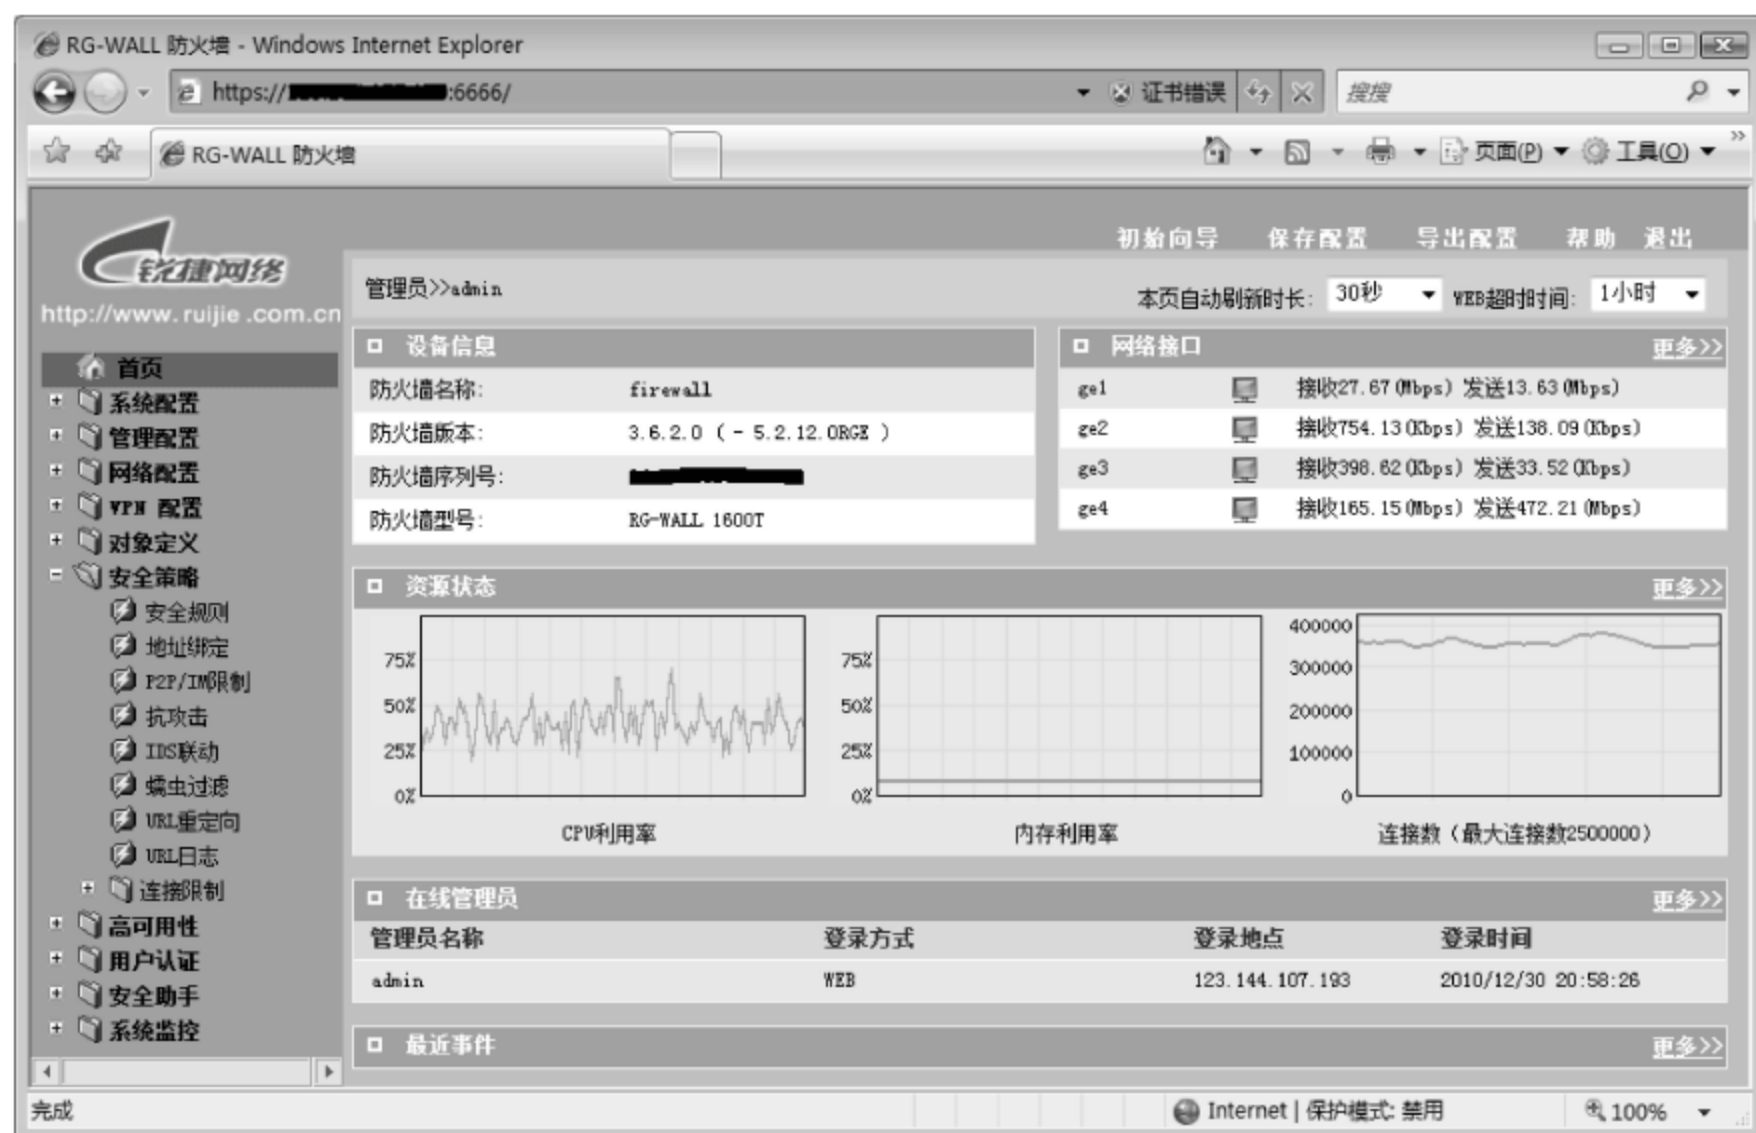 RG-WALL 防火墙 - Windows Internet Explorer
https:// :6666/
证书错误
搜搜
RG-WALL 防火墙
页面(P)
工具(O)
初始向导 保存配置 导出配置 帮助 退出
锐捷网络
http://www.ruijie.com.cn
管理员>>admin
本页自动刷新时长: 30秒 WEB超时时间: 1小时
首页
系统配置
管理配置
网络配置
VPN 配置
对象定义
安全策略
安全规则
地址绑定
P2P/IM限制
抗攻击
IDS联动
蠕虫过滤
URL重定向
URL日志
连接限制
高可用性
用户认证
安全助手
系统监控
设备信息
防火墙名称: firewall
防火墙版本: 3.6.2.0 ( - 5.2.12.ORGE )
防火墙序列号:
防火墙型号: RG-WALL 1600T
网络接口 更多>>
ge1 接收27.67(Mbps) 发送13.63(Mbps)
ge2 接收754.13(Kbps) 发送138.09(Kbps)
ge3 接收398.62(Kbps) 发送33.52(Kbps)
ge4 接收165.15(Mbps) 发送472.21(Mbps)
资源状态 更多>>
75%
50%
25%
0%
CPU利用率
75%
50%
25%
0%
内存利用率
400000
300000
200000
100000
0
连接数（最大连接数2500000）
在线管理员 更多>>
管理员名称 登录方式 登录地点 登录时间
admin WEB 123.144.107.193 2010/12/30 20:58:26
最近事件 更多>>
完成
Internet | 保护模式: 禁用
100%